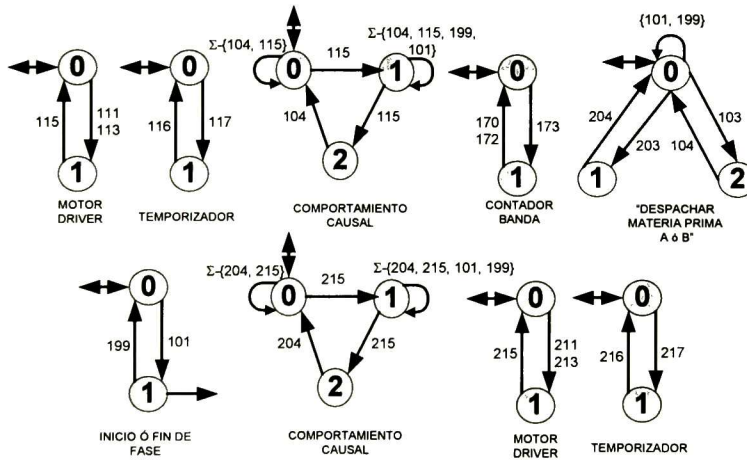 Σ-{104, 115}
Σ-{104, 115, 199,
101}
{101, 199}
0
0
0
115
1
0
0
115
111
113
116
117
104
115
170
172
173
204
203
104
103
1
1
2
1
1
2
MOTOR
DRIVER
TEMPORIZADOR
COMPORTAMIENTO
CAUSAL
CONTADOR
BANDA
"DESPACHAR
MATERIA PRIMA
A ó B"
Σ-{204, 215}
Σ-{204, 215, 101, 199}
0
0
215
1
0
0
199
101
204
215
215
211
213
216
217
1
2
1
1
INICIO Ó FIN DE
FASE
COMPORTAMIENTO
CAUSAL
MOTOR
DRIVER
TEMPORIZADOR